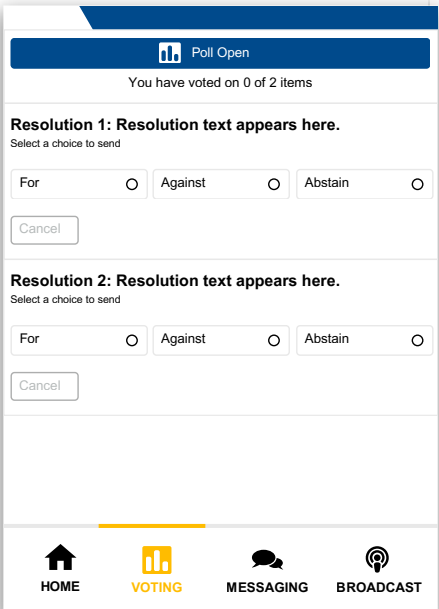 Poll Open
You have voted on 0 of 2 items
Resolution 1: Resolution text appears here.
Select a choice to send
For Against Abstain
Cancel
Resolution 2: Resolution text appears here.
Select a choice to send
For Against Abstain
Cancel
HOME VOTING MESSAGING BROADCAST